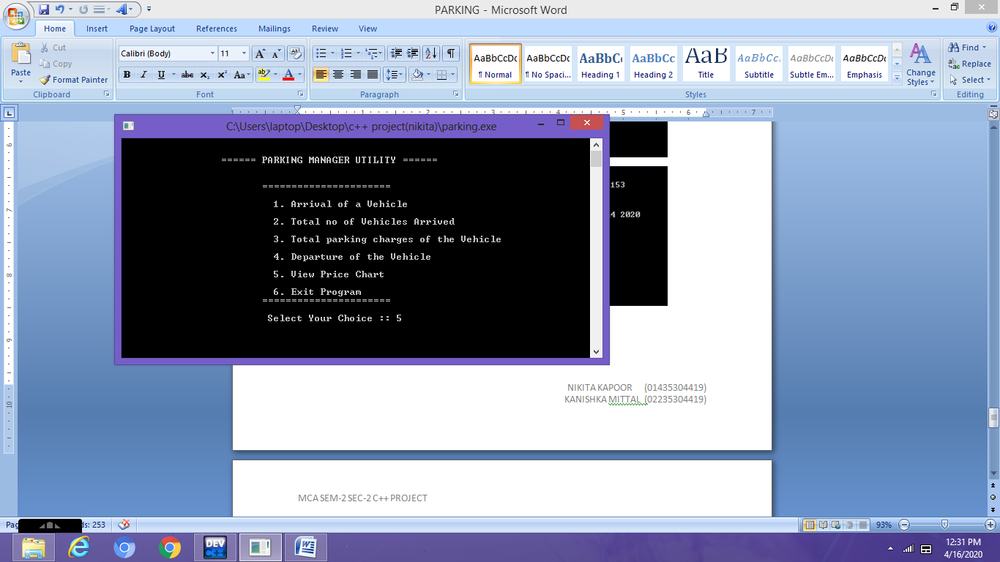 PARKING - Microsoft Word
Home Insert Page Layout References Mailings Review View
Paste
Cut
Copy
Format Painter
Clipboard
Calibri (Body) 11
B I U abc x₂ x² Aa
Font
Paragraph
AaBbCcDc AaBbCcDc AaBbC AaBbCc AaB AaBbCc. AaBbCcDc AaBbCcDc
¶ Normal ¶ No Spaci... Heading 1 Heading 2 Title Subtitle Subtle Em... Emphasis
Change Styles
Styles
Find
Replace
Select
Editing
C:\Users\laptop\Desktop\c++ project(nikita)\parking.exe
====== PARKING MANAGER UTILITY ======
======================
1. Arrival of a Vehicle
2. Total no of Vehicles Arrived
3. Total parking charges of the Vehicle
4. Departure of the Vehicle
5. View Price Chart
6. Exit Program
======================
Select Your Choice :: 5
153
4 2020
NIKITA KAPOOR (01435304419)
KANISHKA MITTAL (02235304419)
MCA SEM-2 SEC-2 C++ PROJECT
Pag ds: 253
93%
DEV C++
12:31 PM
4/16/2020